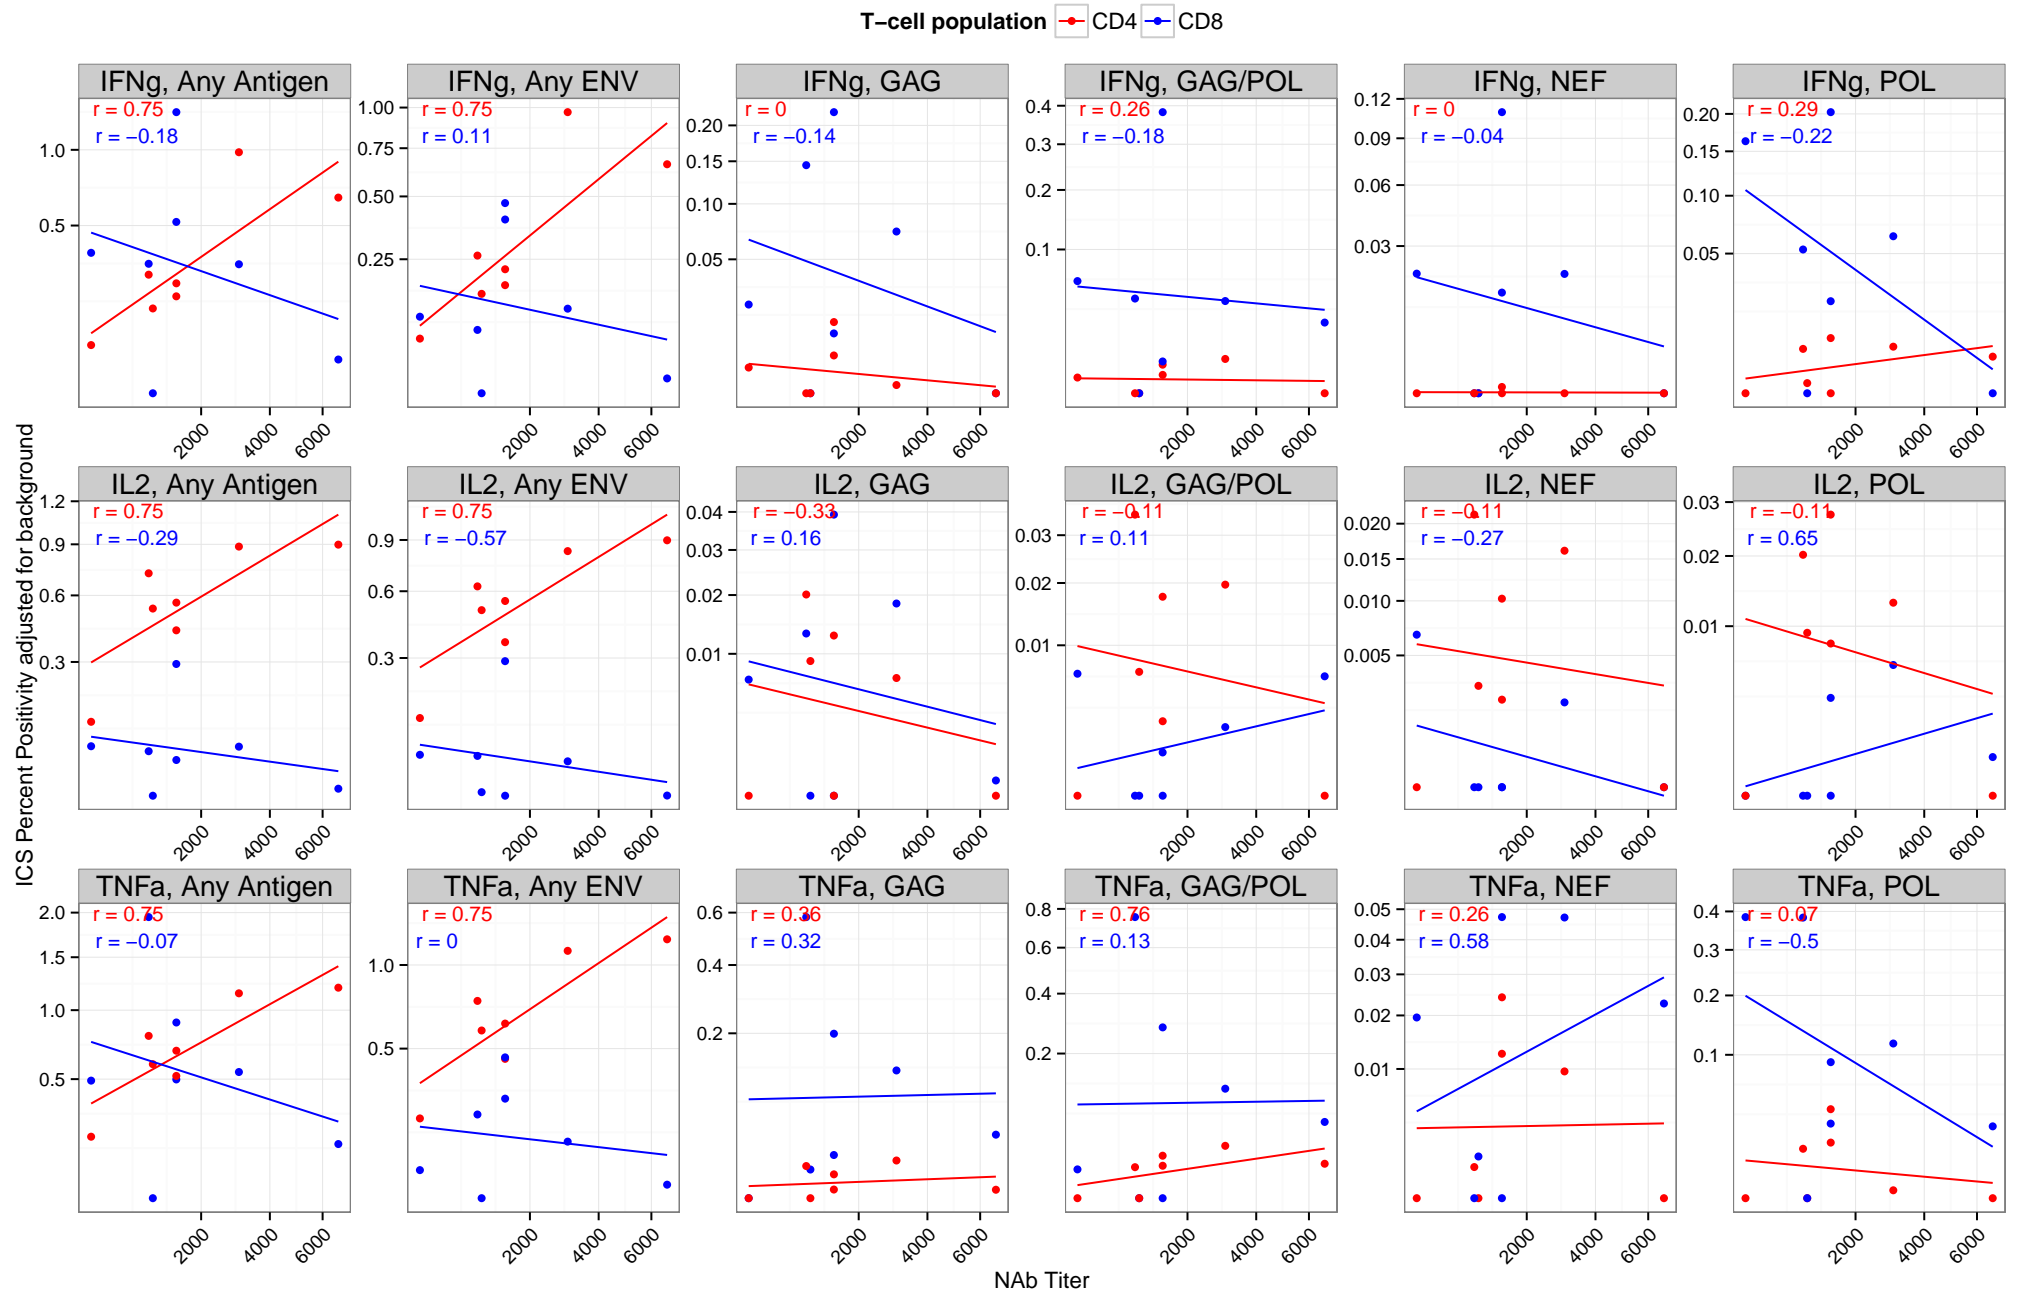 T−cell population CD4 CD8
IFNg, Any Antigen
IFNg, Any ENV
IFNg, GAG
IFNg, GAG/POL
IFNg, NEF
IFNg, POL
r = 0.75
r = −0.18
1.0
0.5
2000 4000 6000
r = 0.75
r = 0.11
1.00
0.75
0.50
0.25
2000 4000 6000
r = 0
r = −0.14
0.20
0.15
0.10
0.05
2000 4000 6000
r = 0.26
r = −0.18
0.4
0.3
0.2
0.1
2000 4000 6000
r = 0
r = −0.04
0.12
0.09
0.06
0.03
2000 4000 6000
r = 0.29
r = −0.22
0.20
0.15
0.10
0.05
2000 4000 6000
IL2, Any Antigen
IL2, Any ENV
IL2, GAG
IL2, GAG/POL
IL2, NEF
IL2, POL
r = 0.75
r = −0.29
1.2
0.9
0.6
0.3
2000 4000 6000
r = 0.75
r = −0.57
0.9
0.6
0.3
2000 4000 6000
r = −0.33
r = 0.16
0.04
0.03
0.02
0.01
2000 4000 6000
r = −0.11
r = 0.11
0.03
0.02
0.01
2000 4000 6000
r = −0.11
r = −0.27
0.020
0.015
0.010
0.005
2000 4000 6000
r = −0.11
r = 0.65
0.03
0.02
0.01
2000 4000 6000
TNFa, Any Antigen
TNFa, Any ENV
TNFa, GAG
TNFa, GAG/POL
TNFa, NEF
TNFa, POL
r = 0.75
r = −0.07
2.0
1.5
1.0
0.5
2000 4000 6000
r = 0.75
r = 0
1.0
0.5
2000 4000 6000
r = 0.36
r = 0.32
0.6
0.4
0.2
2000 4000 6000
r = 0.76
r = 0.13
0.8
0.6
0.4
0.2
2000 4000 6000
r = 0.26
r = 0.58
0.05
0.04
0.03
0.02
0.01
2000 4000 6000
r = 0.07
r = −0.5
0.4
0.3
0.2
0.1
2000 4000 6000
ICS Percent Positivity adjusted for background
NAb Titer